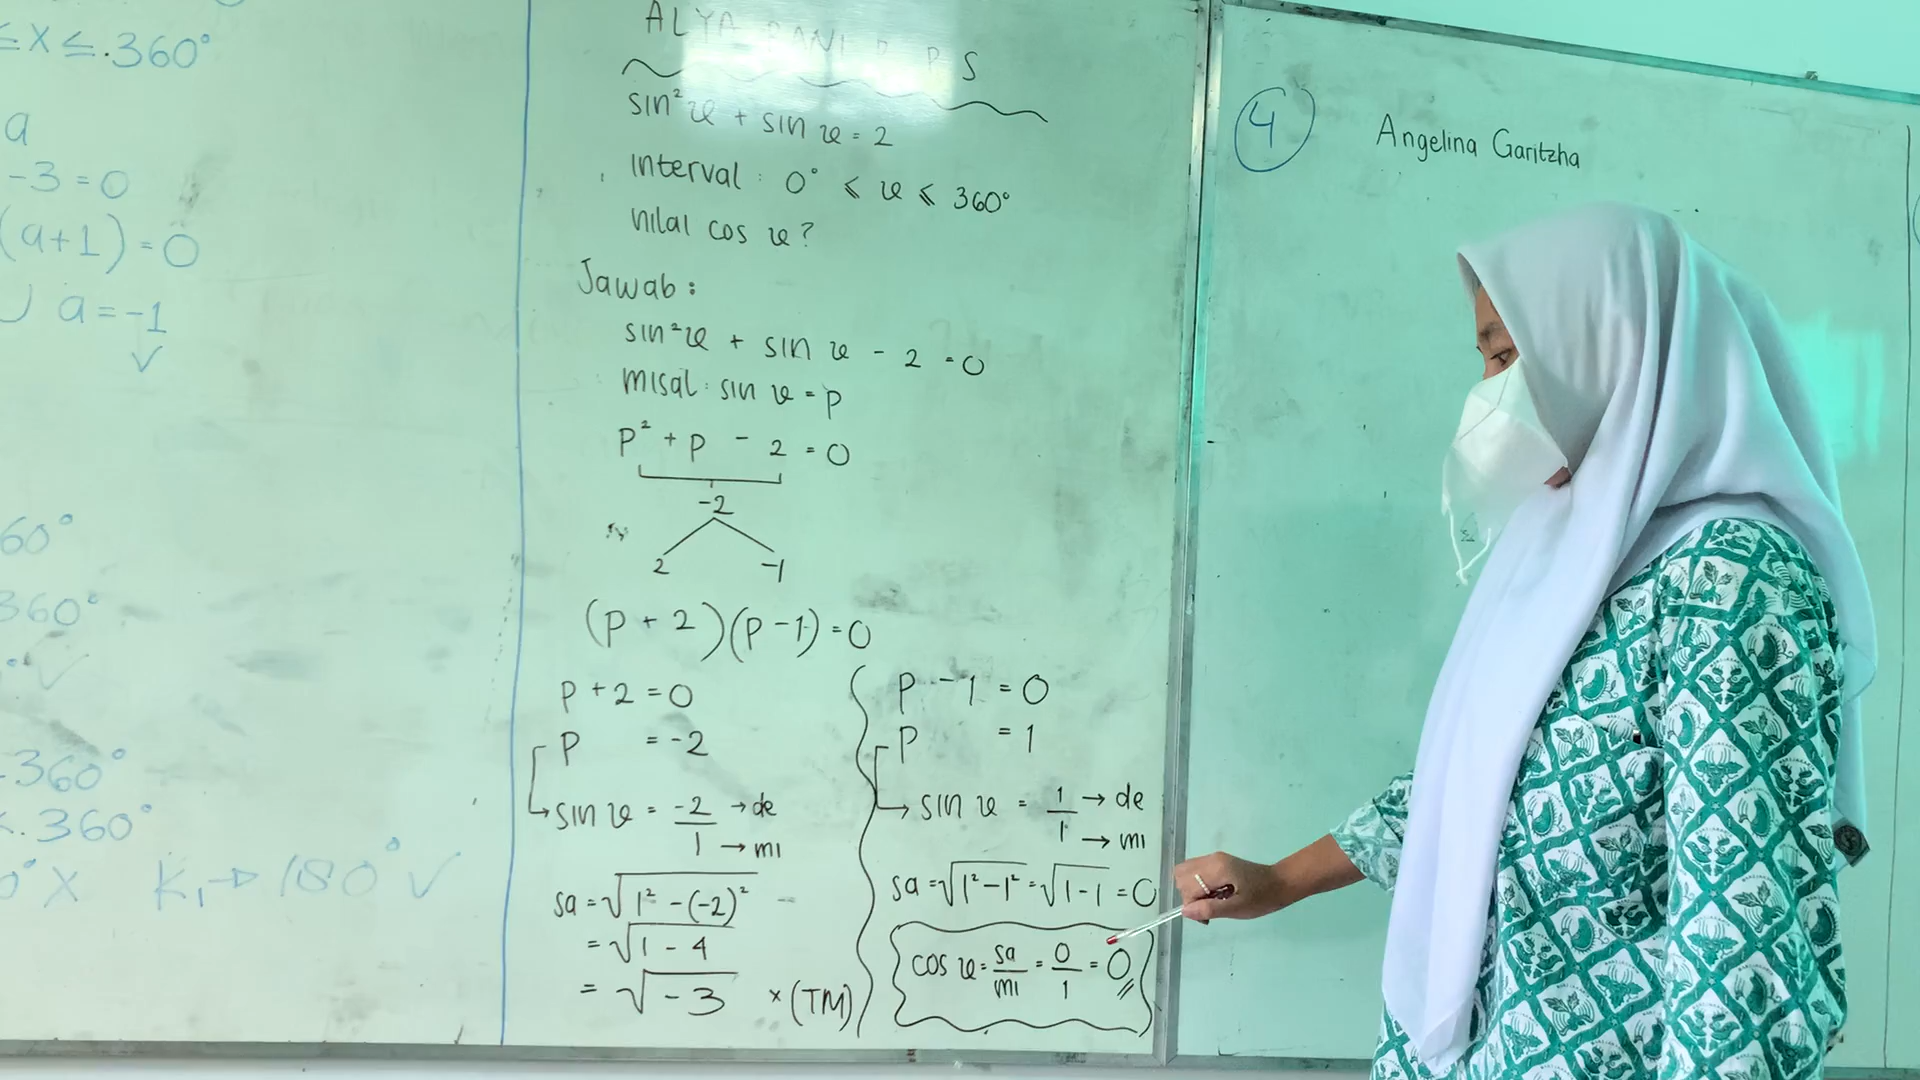 ≤ x ≤ . 360°
a
-3 = 0
(a+1) = 0
a = -1
60°
360°
.360°
<. 360°
0° X K₁ → 180° ✓
ALYA
sin²x + sin x = 2
interval : 0° ≤ x ≤ 360°
nilai cos x ?
Jawab :
sin²x + sin x - 2 = 0
misal : sin x = p
p² + p - 2 = 0
-2
2 -1
(p + 2)(p - 1) = 0
p + 2 = 0
p = -2
sin x = -2/1 → de → mi
sa = √1² - (-2)²
= √1 - 4
= √-3 × (TM)
p - 1 = 0
p = 1
sin x = 1/1 → de → mi
sa = √1² - 1² = √1 - 1 = 0
cos x = sa/mi = 0/1 = 0
4 Angelina Garitzha